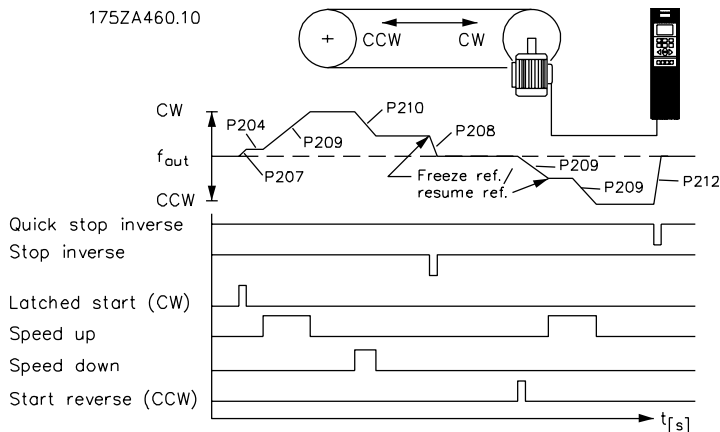 175ZA460.10
CCW CW
CW
P204
P210
P209
P208
f out
P207
P209
Freeze ref./
resume ref.
P209
P212
CCW
Quick stop inverse
Stop inverse
Latched start (CW)
Speed up
Speed down
Start reverse (CCW)
t[s]